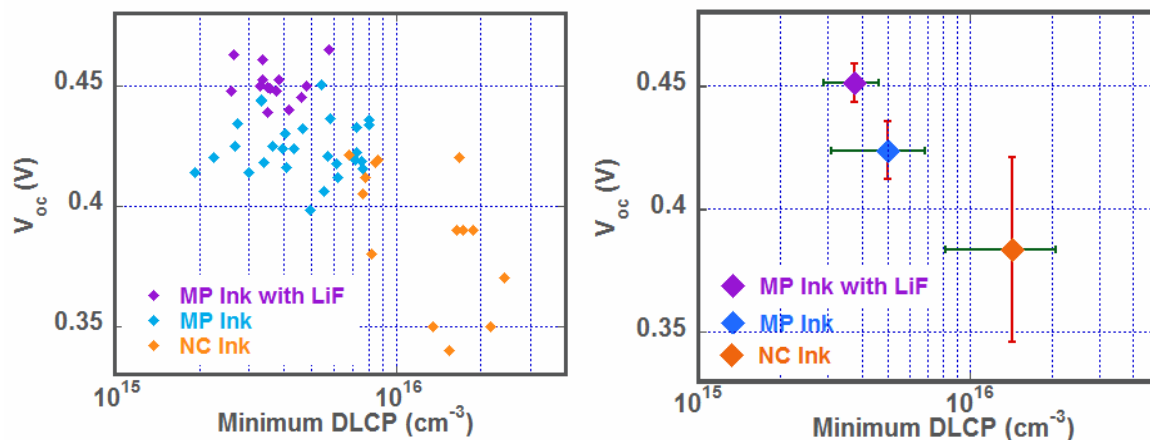 V_oc (V)
0.45
0.4
0.35
MP Ink with LiF
MP Ink
NC Ink
10^15
10^16
Minimum DLCP (cm^-3)
V_oc (V)
0.45
0.4
0.35
MP Ink with LiF
MP Ink
NC Ink
10^15
10^16
Minimum DLCP (cm^-3)